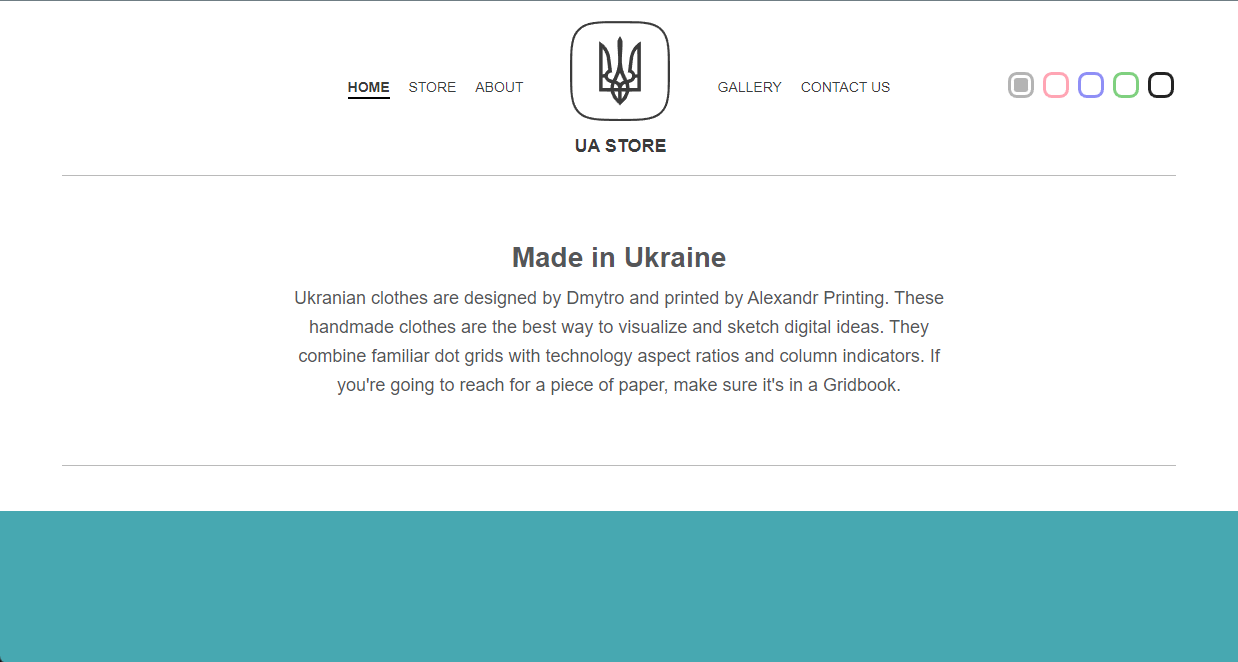 HOME STORE ABOUT GALLERY CONTACT US
UA STORE
Made in Ukraine
Ukranian clothes are designed by Dmytro and printed by Alexandr Printing. These
handmade clothes are the best way to visualize and sketch digital ideas. They
combine familiar dot grids with technology aspect ratios and column indicators. If
you're going to reach for a piece of paper, make sure it's in a Gridbook.